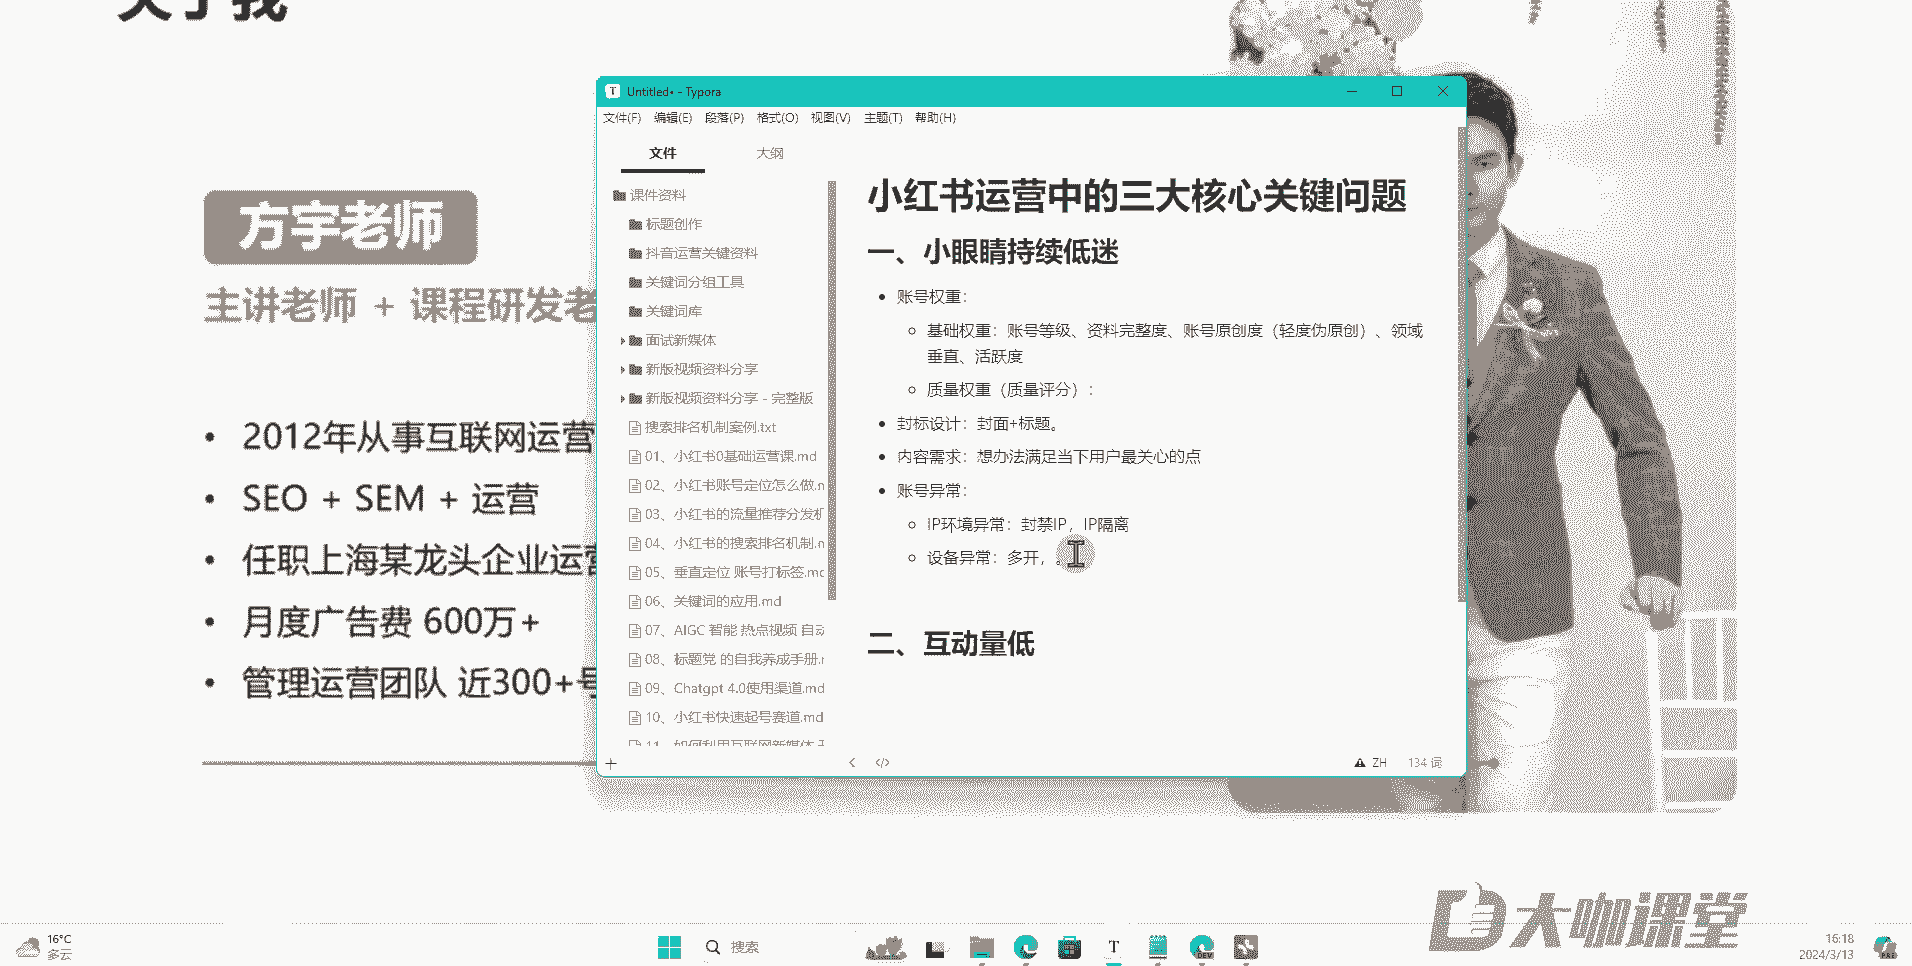 关于我
方宇老师
主讲老师 + 课程研发老
2012年从事互联网运营
SEO + SEM + 运营
任职上海某龙头企业运营
月度广告费 600万+
管理运营团队 近300+号
Untitled• - Typora
文件(F) 编辑(E) 段落(P) 格式(O) 视图(V) 主题(T) 帮助(H)
文件 大纲
课件资料
标题创作
抖音运营关键资料
关键词分组工具
关键词库
面试新媒体
新版视频资料分享
新版视频资料分享 - 完整版
搜索排名机制案例.txt
01、小红书0基础运营课.md
02、小红书账号定位怎么做.m
03、小红书的流量推荐分发机
04、小红书的搜索排名机制.m
05、垂直定位 账号打标签.mc
06、关键词的应用.md
07、AIGC 智能 热点视频 自动
08、标题党 的自我养成手册.r
09、Chatgpt 4.0使用渠道.md
10、小红书快速起号赛道.md
11、如何利用互联网新媒体
小红书运营中的三大核心关键问题
一、小眼睛持续低迷
账号权重：
基础权重：账号等级、资料完整度、账号原创度（轻度伪原创）、领域
垂直、活跃度
质量权重（质量评分）：
封标设计：封面+标题。
内容需求：想办法满足当下用户最关心的点
账号异常：
IP环境异常：封禁IP，IP隔离
设备异常：多开，。
二、互动量低
ZH 134 词
大咖课堂
16°C
多云
搜索
DEV
16:18
2024/3/13
PRE